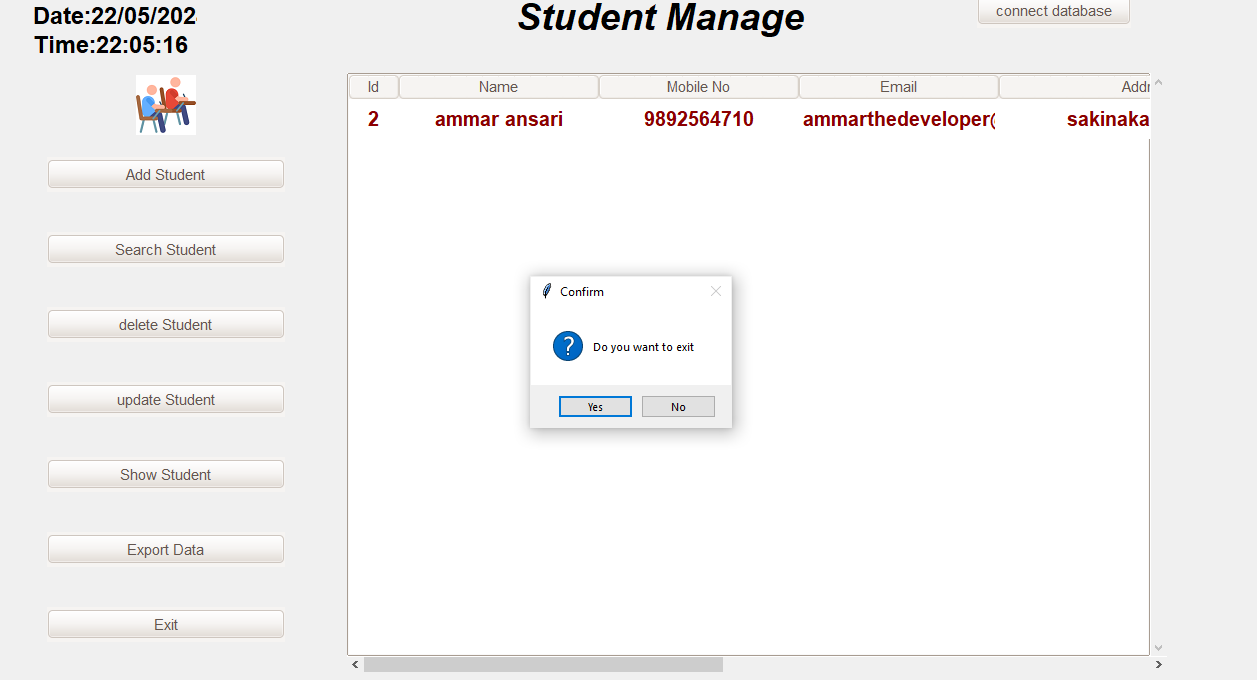 Date:22/05/202
Time:22:05:16
Student Manage
connect database
Id Name Mobile No Email Addr
2 ammar ansari 9892564710 ammarthedeveloper@ sakinaka
Add Student
Search Student
delete Student
update Student
Show Student
Export Data
Exit
Confirm
Do you want to exit
Yes No